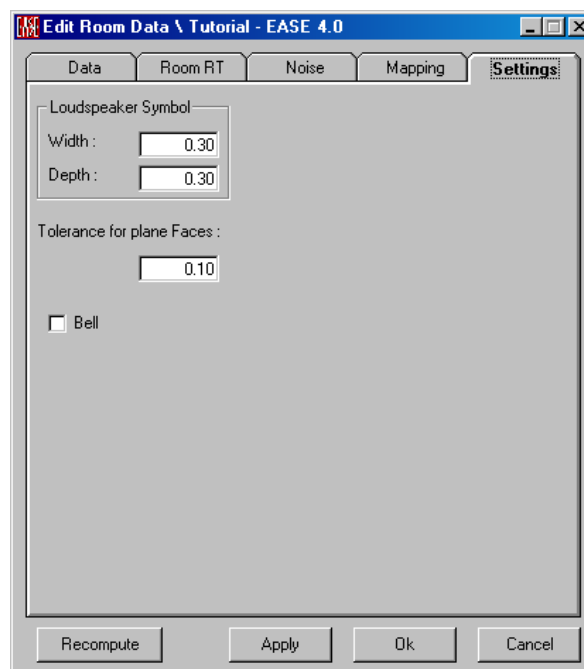 Edit Room Data \ Tutorial - EASE 4.0
Data Room RT Noise Mapping Settings
Loudspeaker Symbol
Width : 0.30
Depth : 0.30
Tolerance for plane Faces :
0.10
Bell
Recompute Apply Ok Cancel